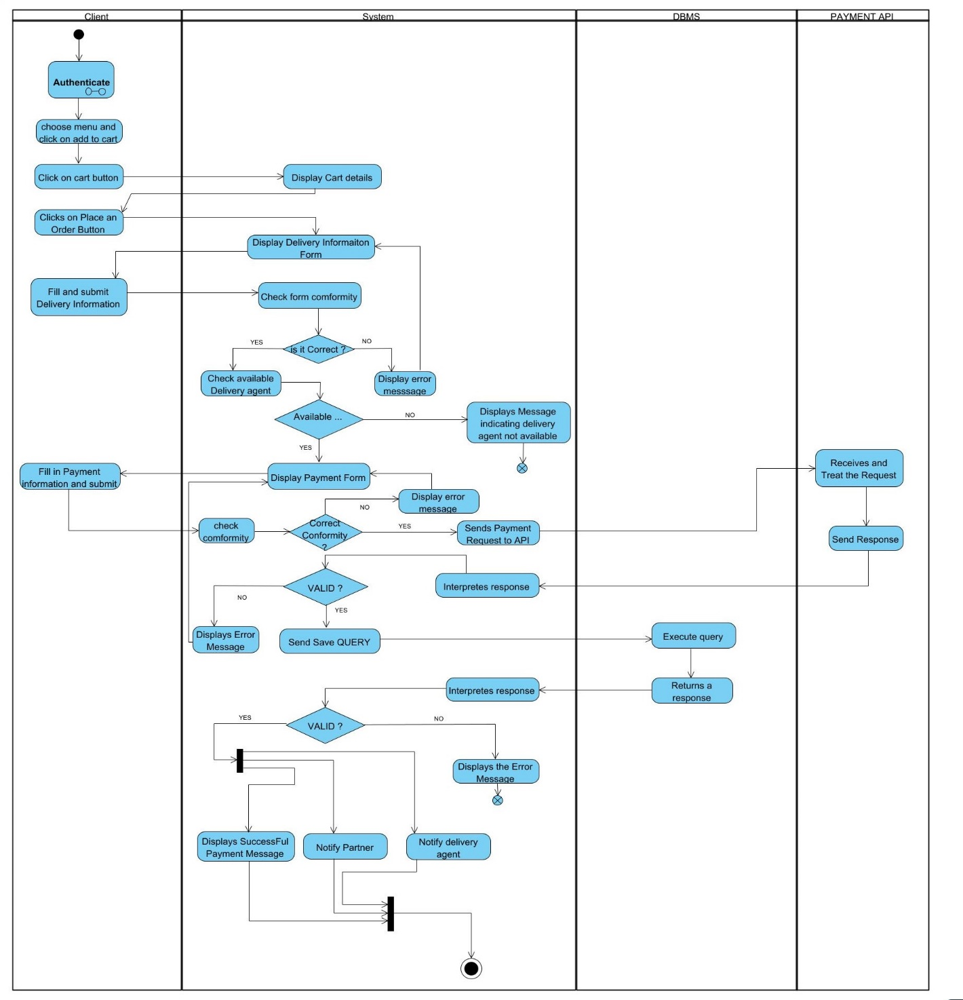 Client
System
DBMS
PAYMENT API
Authenticate
choose menu and
click on add to cart
Click on cart button
Display Cart details
Clicks on Place an
Order Button
Display Delivery Informaiton
Form
Fill and submit
Delivery Information
Check form comformity
is it Correct ?
YES
NO
Check available
Delivery agent
Display error
messsage
Available ...
NO
Displays Message
indicating delivery
agent not available
YES
Fill in Payment
information and submit
Display Payment Form
Receives and
Treat the Request
Display error
message
NO
check
comformity
Correct
Conformity
?
YES
Sends Payment
Request to API
Send Response
VALID ?
Interpretes response
NO
YES
Displays Error
Message
Send Save QUERY
Execute query
Interpretes response
Returns a
response
YES
VALID ?
NO
Displays the Error
Message
Displays SuccessFul
Payment Message
Notify Partner
Notify delivery
agent